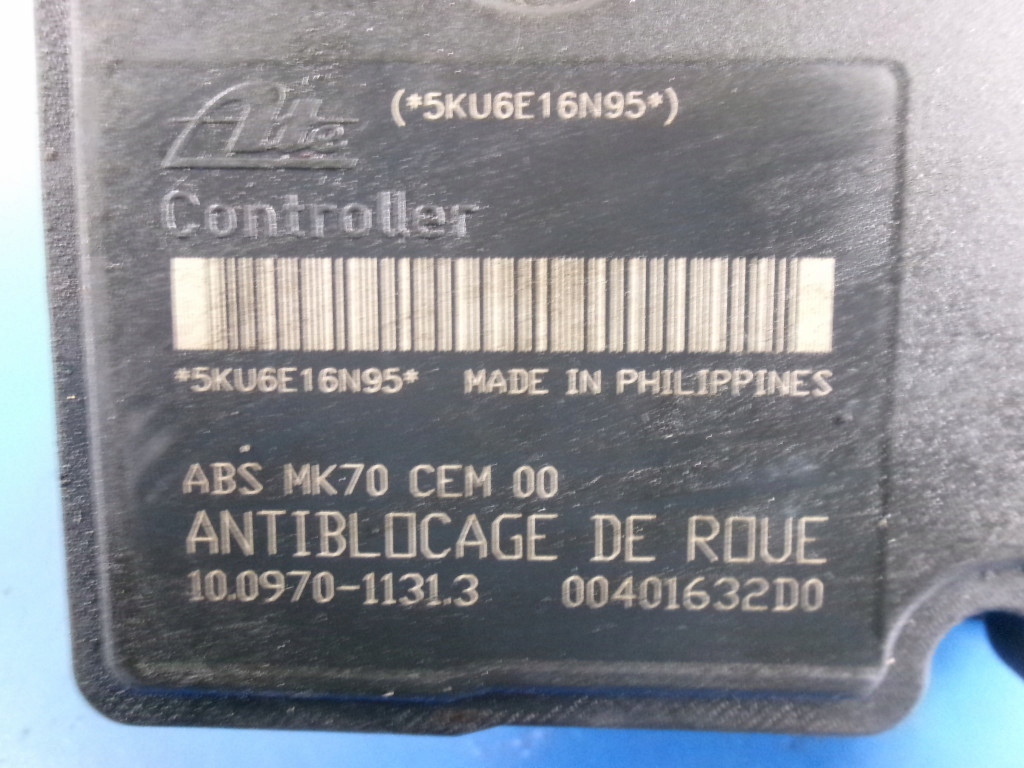 Ate (*5KU6E16N95*)
Controller
*5KU6E16N95* MADE IN PHILIPPINES
ABS MK70 CEM 00
ANTIBLOCAGE DE ROUE
10.0970-1131.3 00401632D0